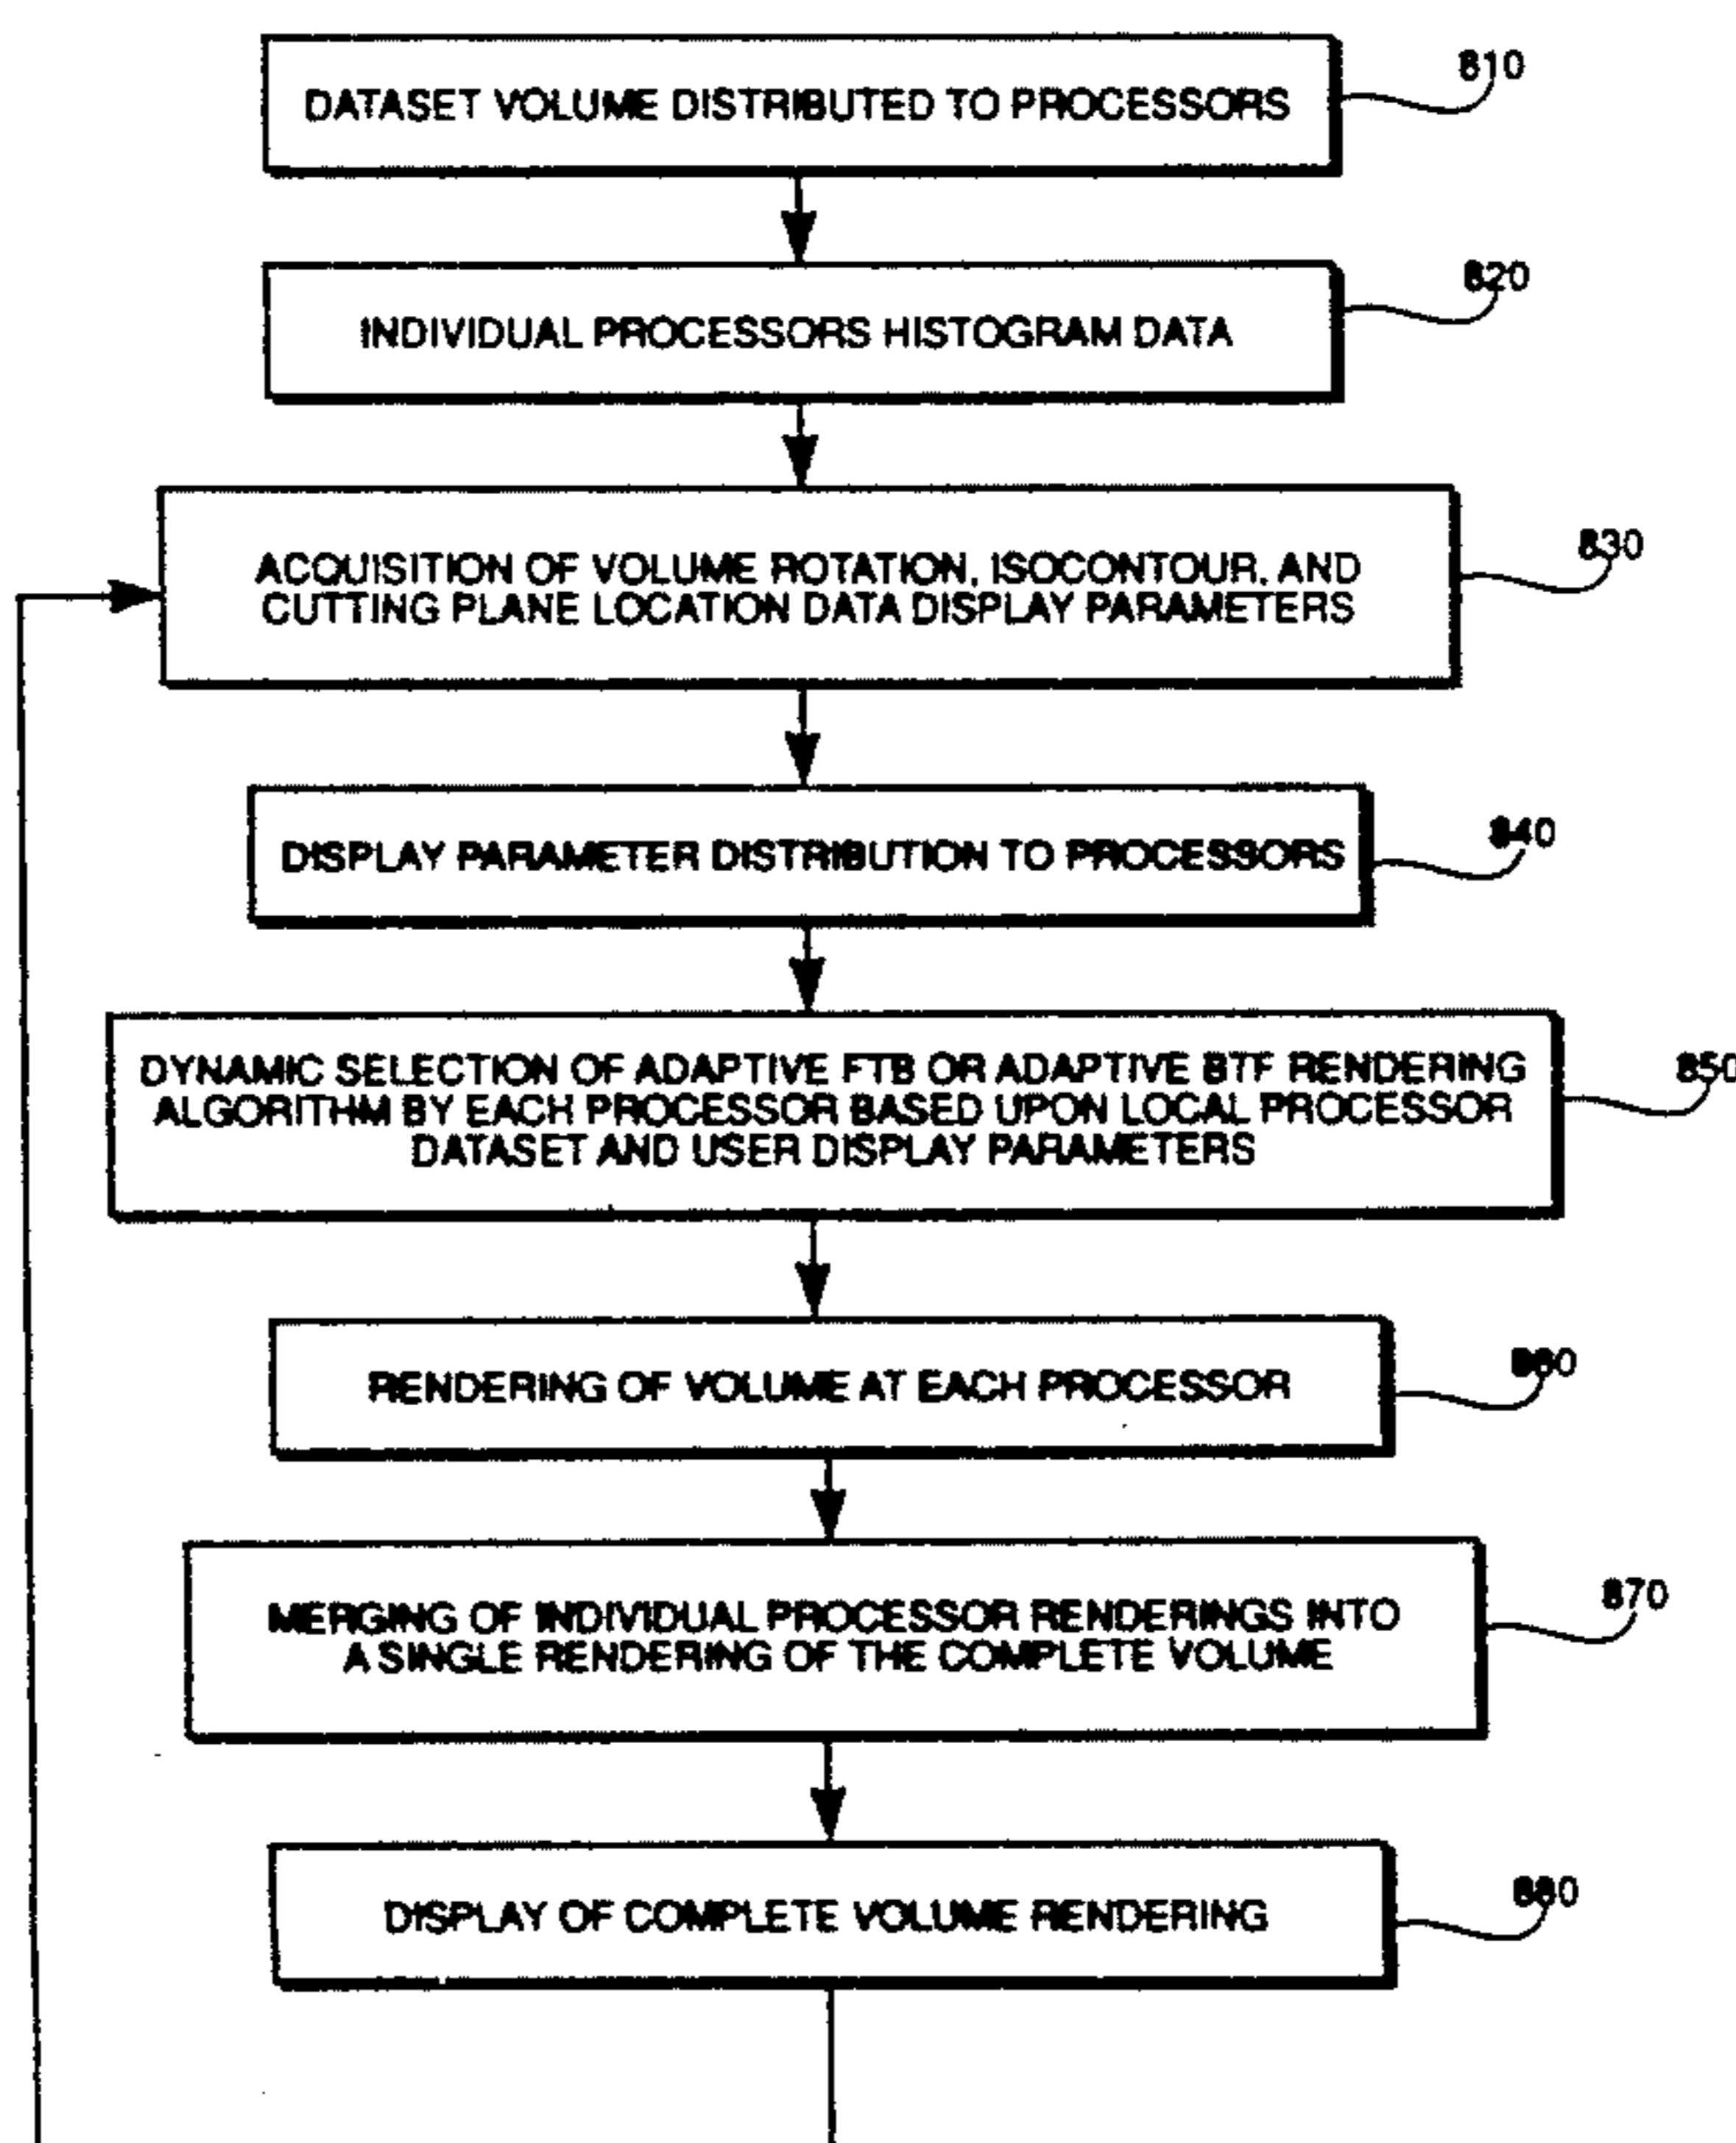 DATASET VOLUME DISTRIBUTED TO PROCESSORS
810
INDIVIDUAL PROCESSORS HISTOGRAM DATA
820
ACQUISITION OF VOLUME ROTATION, ISOCONTOUR, AND
CUTTING PLANE LOCATION DATA DISPLAY PARAMETERS
830
DISPLAY PARAMETER DISTRIBUTION TO PROCESSORS
840
DYNAMIC SELECTION OF ADAPTIVE FTB OR ADAPTIVE BTF RENDERING
ALGORITHM BY EACH PROCESSOR BASED UPON LOCAL PROCESSOR
DATASET AND USER DISPLAY PARAMETERS
850
RENDERING OF VOLUME AT EACH PROCESSOR
860
MERGING OF INDIVIDUAL PROCESSOR RENDERINGS INTO
A SINGLE RENDERING OF THE COMPLETE VOLUME
870
DISPLAY OF COMPLETE VOLUME RENDERING
880